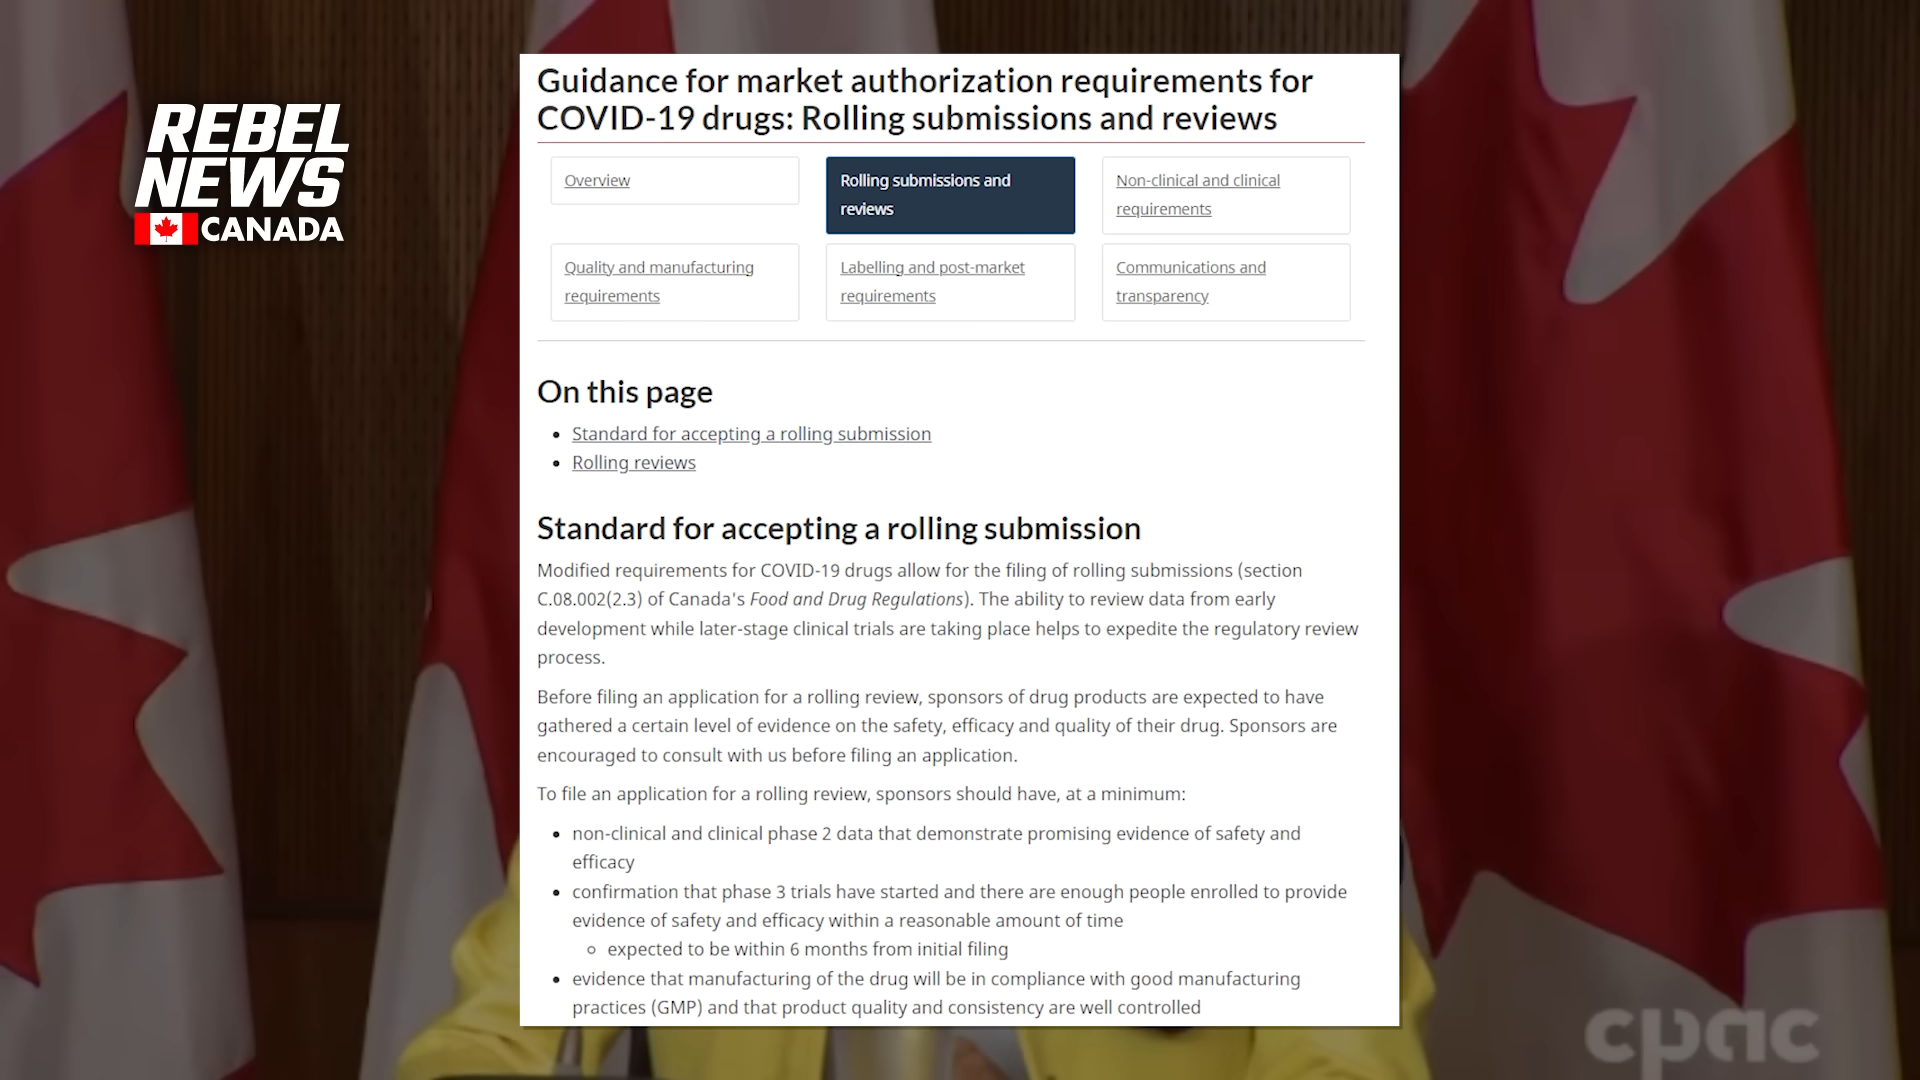 REBEL
NEWS
CANADA
Guidance for market authorization requirements for
COVID-19 drugs: Rolling submissions and reviews
Overview
Rolling submissions and
reviews
Non-clinical and clinical
requirements
Quality and manufacturing
requirements
Labelling and post-market
requirements
Communications and
transparency
On this page
Standard for accepting a rolling submission
Rolling reviews
Standard for accepting a rolling submission
Modified requirements for COVID-19 drugs allow for the filing of rolling submissions (section
C.08.002(2.3) of Canada's Food and Drug Regulations). The ability to review data from early
development while later-stage clinical trials are taking place helps to expedite the regulatory review
process.
Before filing an application for a rolling review, sponsors of drug products are expected to have
gathered a certain level of evidence on the safety, efficacy and quality of their drug. Sponsors are
encouraged to consult with us before filing an application.
To file an application for a rolling review, sponsors should have, at a minimum:
non-clinical and clinical phase 2 data that demonstrate promising evidence of safety and
efficacy
confirmation that phase 3 trials have started and there are enough people enrolled to provide
evidence of safety and efficacy within a reasonable amount of time
expected to be within 6 months from initial filing
evidence that manufacturing of the drug will be in compliance with good manufacturing
practices (GMP) and that product quality and consistency are well controlled
cpac